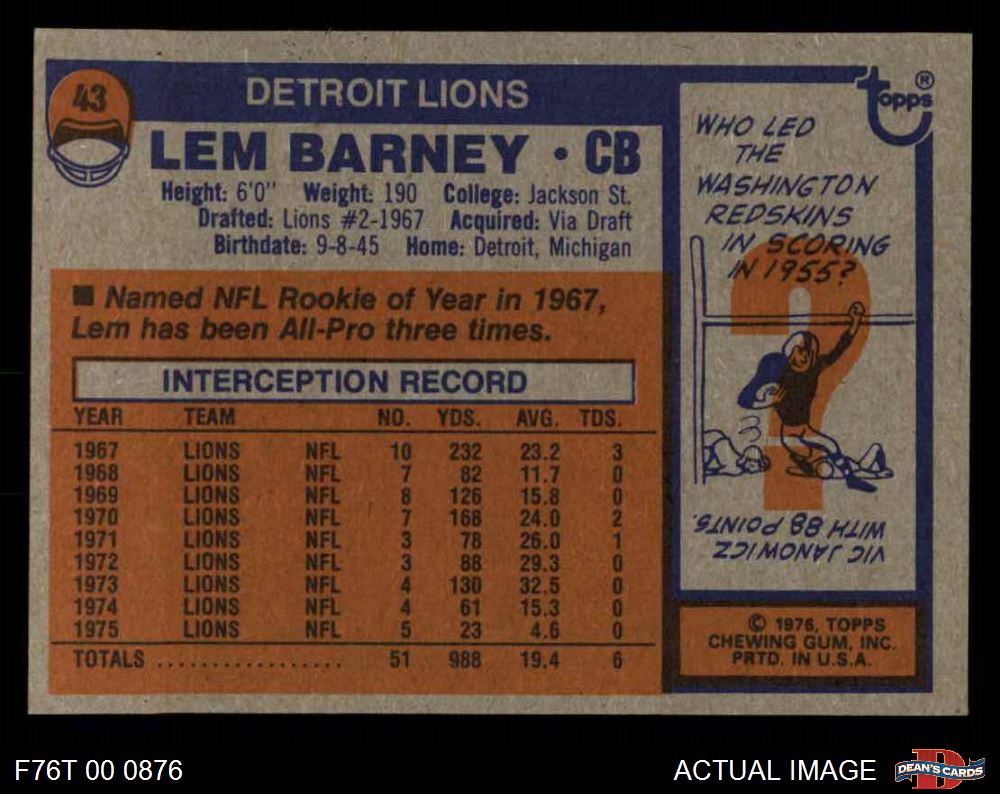 43
DETROIT LIONS
LEM BARNEY • CB
Height: 6'0" Weight: 190 College: Jackson St.
Drafted: Lions #2-1967 Acquired: Via Draft
Birthdate: 9-8-45 Home: Detroit, Michigan
■ Named NFL Rookie of Year in 1967,
Lem has been All-Pro three times.
INTERCEPTION RECORD
YEAR TEAM NO. YDS. AVG. TDS.
1967 LIONS NFL 10 232 23.2 3
1968 LIONS NFL 7 82 11.7 0
1969 LIONS NFL 8 126 15.8 0
1970 LIONS NFL 7 168 24.0 2
1971 LIONS NFL 3 78 26.0 1
1972 LIONS NFL 3 88 29.3 0
1973 LIONS NFL 4 130 32.5 0
1974 LIONS NFL 4 61 15.3 0
1975 LIONS NFL 5 23 4.6 0
TOTALS ................. 51 988 19.4 6
topps ®
WHO LED
THE
WASHINGTON
REDSKINS
IN SCORING
IN 1955?
?
VIC JANOWICZ
WITH 88 POINTS.
© 1976, TOPPS
CHEWING GUM, INC.
PRTD. IN U.S.A.
F76T 00 0876
ACTUAL IMAGE
D
DEAN'S CARDS